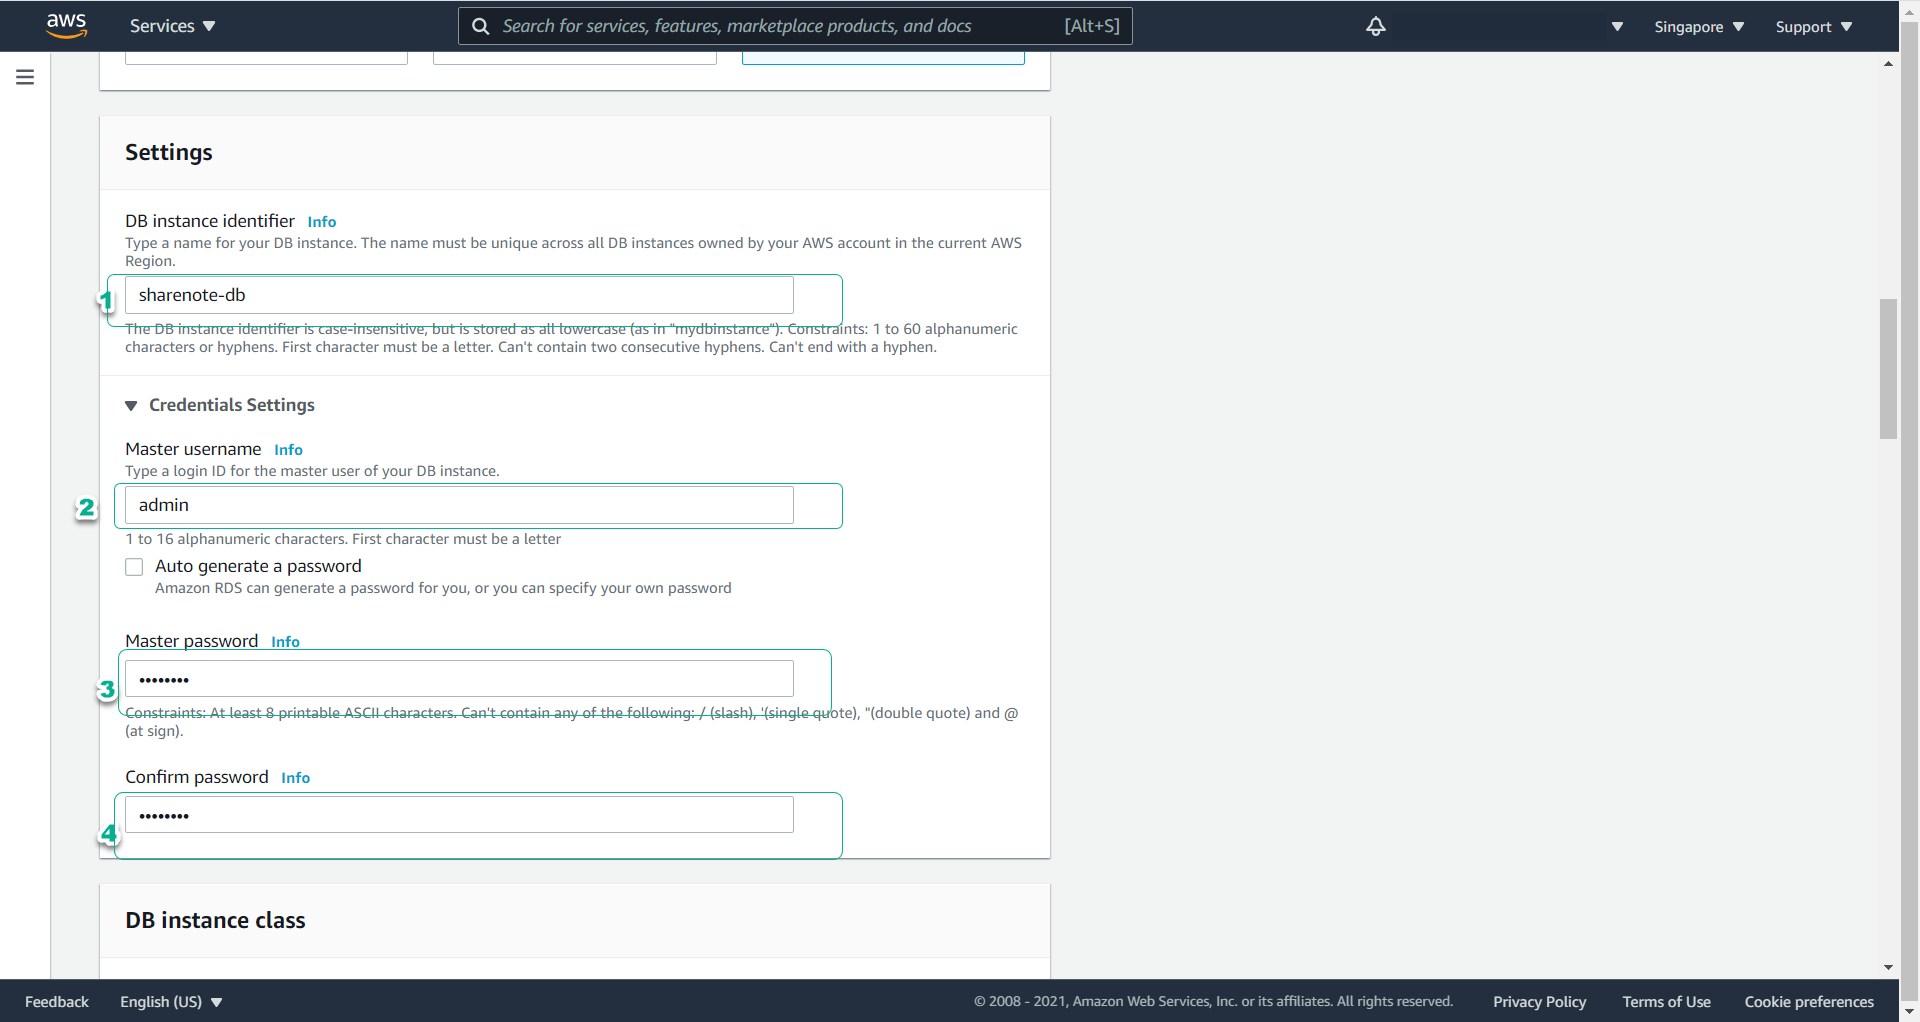 aws
Services
Search for services, features, marketplace products, and docs
[Alt+S]
Singapore
Support
Settings
DB instance identifier Info
Type a name for your DB instance. The name must be unique across all DB instances owned by your AWS account in the current AWS
Region.
1
sharenote-db
The DB instance identifier is case-insensitive, but is stored as all lowercase (as in "mydbinstance"). Constraints: 1 to 60 alphanumeric
characters or hyphens. First character must be a letter. Can't contain two consecutive hyphens. Can't end with a hyphen.
Credentials Settings
Master username Info
Type a login ID for the master user of your DB instance.
2
admin
1 to 16 alphanumeric characters. First character must be a letter
Auto generate a password
Amazon RDS can generate a password for you, or you can specify your own password
Master password Info
3
••••••••
Constraints: At least 8 printable ASCII characters. Can't contain any of the following: / (slash), '(single quote), "(double quote) and @
(at sign).
Confirm password Info
4
••••••••
DB instance class
Feedback
English (US)
© 2008 - 2021, Amazon Web Services, Inc. or its affiliates. All rights reserved.
Privacy Policy
Terms of Use
Cookie preferences